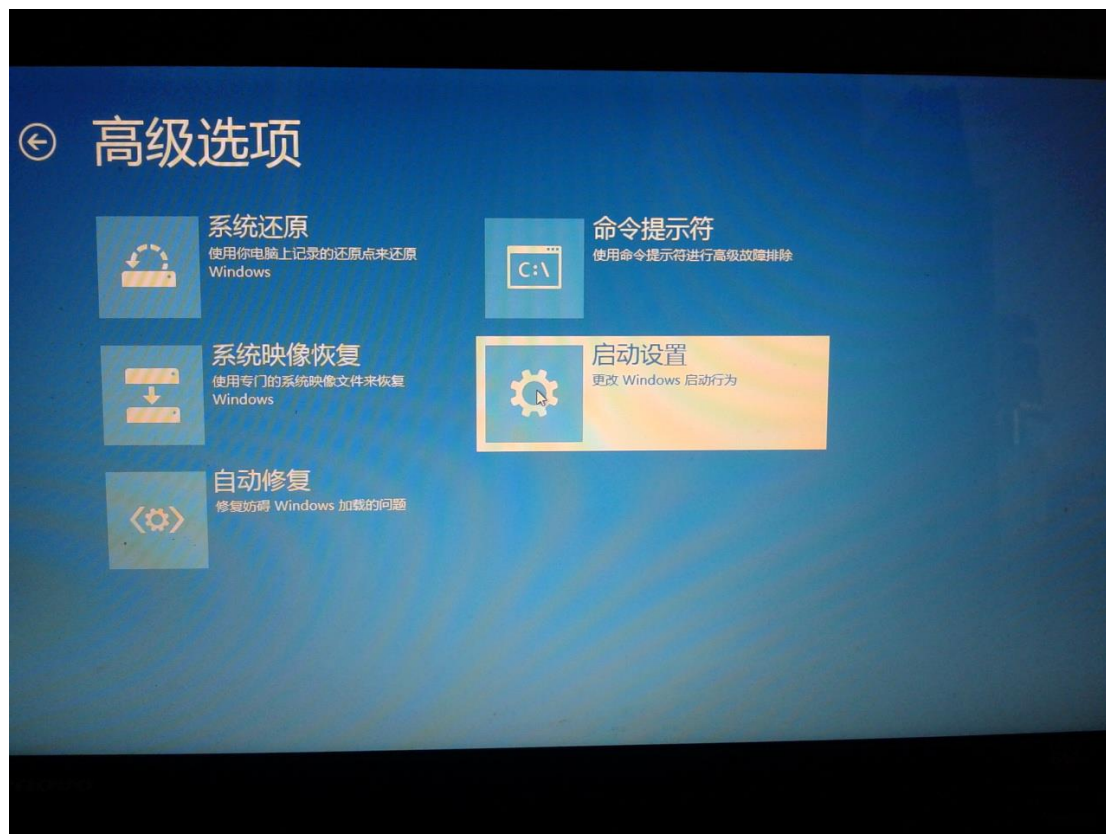 高级选项
系统还原
使用你电脑上记录的还原点来还原
Windows
系统映像恢复
使用专门的系统映像文件来恢复
Windows
自动修复
修复妨碍 Windows 加载的问题
命令提示符
使用命令提示符进行高级故障排除
C:\
启动设置
更改 Windows 启动行为